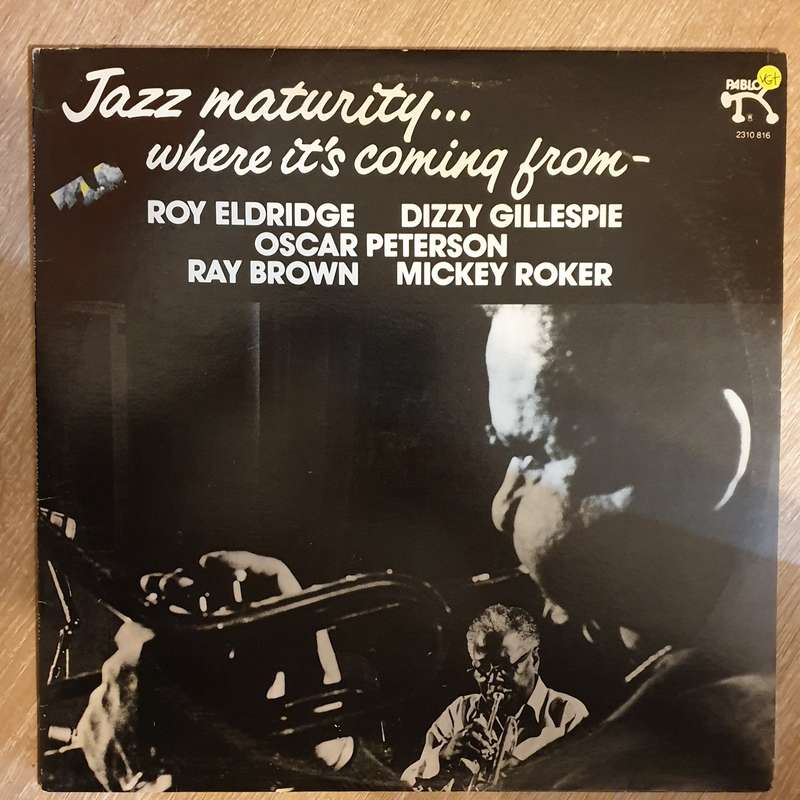 Jazz maturity...
where it's coming from-
ROY ELDRIDGE DIZZY GILLESPIE
OSCAR PETERSON
RAY BROWN MICKEY ROKER
PABLO
VG+
2310 816